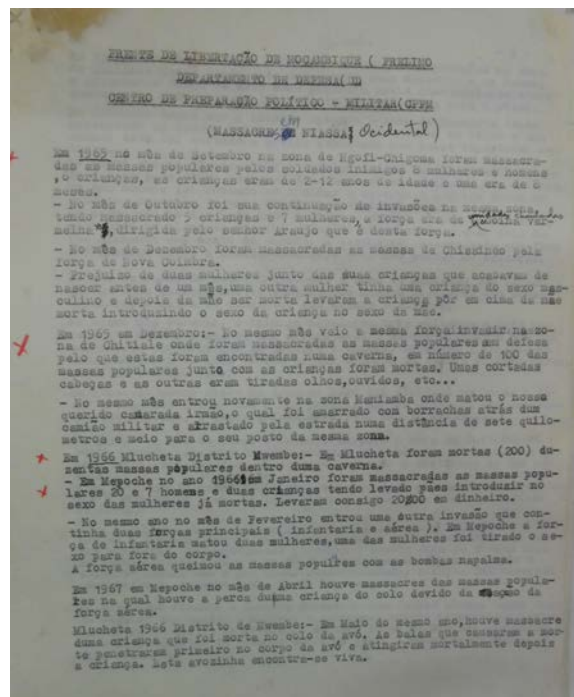 FRENTE DE LIBERTAÇÃO DE MOÇAMBIQUE ( FRELIMO
DEPARTAMENTO DE DEFESA(DD
CENTRO DE PREPARAÇÃO POLÍTICO - MILITAR(CPPM
(MASSACRES em NIASSA Ocidental)
Em 1965 no mês de Setembro na zona de Ngofi-Chigoma foram massacra-
das as massas populares pelos soldados inimigos 8 mulheres e homens
,o crianças, as crianças eram de 2-12 anos de idade e uma era de 8
meses.
- No mês de Outubro foi sua continuação de invasões na mesma zona,
tendo massacrado 5 crianças e 7 mulheres, a força era de boina ver-
melha, dirigida pelo senhor Araujo que é desta força.
- No mês de Dezembro foram massacradas as massas de Chissindo pela
força de Nova Coimbra.
- Prejuizo de duas mulheres junto das duma crianças que acabavam de
nascer antes de um mês,uma outra mulher tinha uma criança do sexo mas-
culino e depois da mãe ser morta levaram a criança pôr em cima da mãe
morta introduzindo o sexo da criança no sexo da mãe.
Em 1965 em Dezembro:- No mesmo mês veio a mesma força invadir na zo-
na de Chitiale onde foram massacradas as massas populares em defesa
pelo que estas foram encontradas numa caverna, em número de 100 das
massas populares junto com as crianças foram mortas. Umas cortadas
cabeças e as outras eram tiradas olhos,ouvidos, etc...
- No mesmo mês entrou novamente na zona Maniamba onde matou o nosso
querido camarada irmão,o qual foi amarrado com borrachas atrás dum
camião militar e arrastado pela estrada numa distância de sete quilo-
metros e meio para o seu posto da mesma zona.
Em 1966 Mlucheta Distrito Mwembe:- Em Mlucheta foram mortas (200) du-
zentas massas populares dentro duma caverna.
- Em Mepoche no ano 1966 em Janeiro foram massacradas as massas popu-
lares 20 e 7 homens e duas crianças tendo levado pães introduzir no
sexo das mulheres já mortas. Levaram consigo 20$00 em dinheiro.
- No mesmo ano no mês de Fevereiro entrou uma outra invasão que con-
tinha duas forças principais ( infantaria e aérea ). Em Mepoche a for-
ça de infantaria matou duas mulheres,uma das mulheres foi tirado o se-
xo para fora do corpo.
A força aérea queimou as massas populres com as bombas napalms.
Em 1967 em Mepoche no mês de Abril houve massacres das massas popula-
res na qual houve a perca duma criança do colo devido da da
força aérea.
Mlucheta 1966 Distrito de Mwembe:- Em Maio do mesmo ano,houve massacre
duma criança que foi morta no colo da avó. As balas que causaram a mor-
te penetraram primeiro no corpo da avó e atingiram mortalmente depois
a criança. Esta avozinha encontra-se viva.